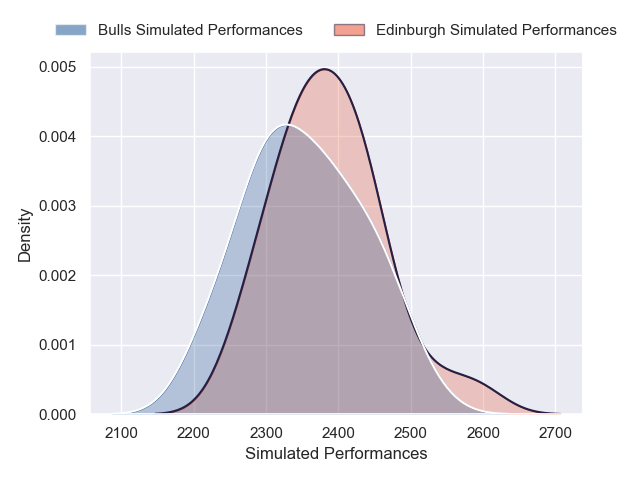 Bulls Simulated Performances Edinburgh Simulated Performances
0.005
0.004
0.003
0.002
0.001
0.000
Density
2100 2200 2300 2400 2500 2600 2700
Simulated Performances